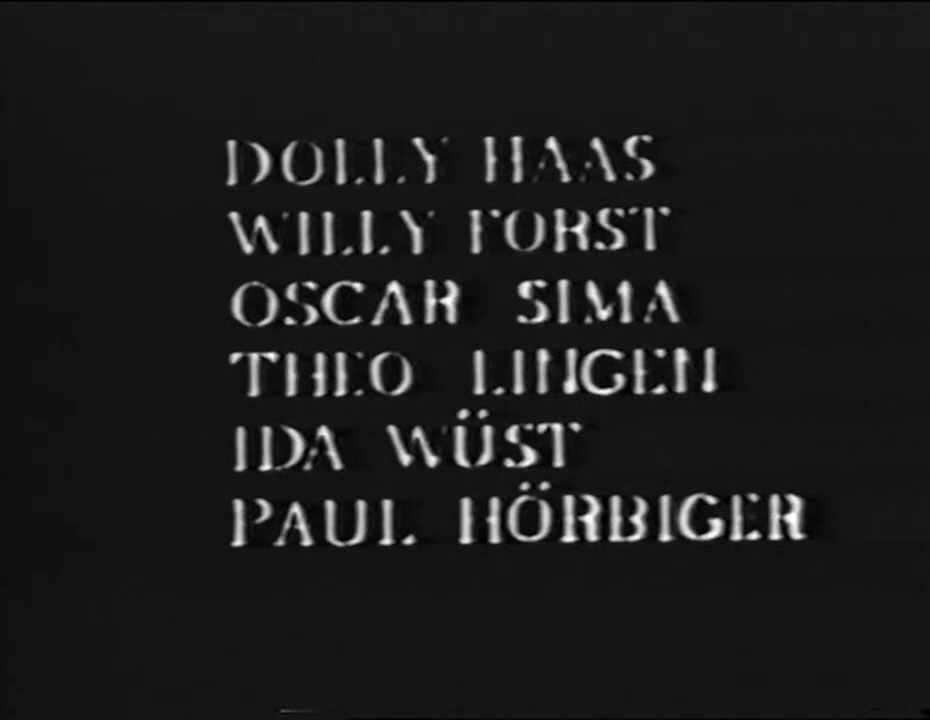 DOLLY HAAS
WILLY FORST
OSCAR SIMA
THEO LINGEN
IDA WÜST
PAUL HÖRBIGER